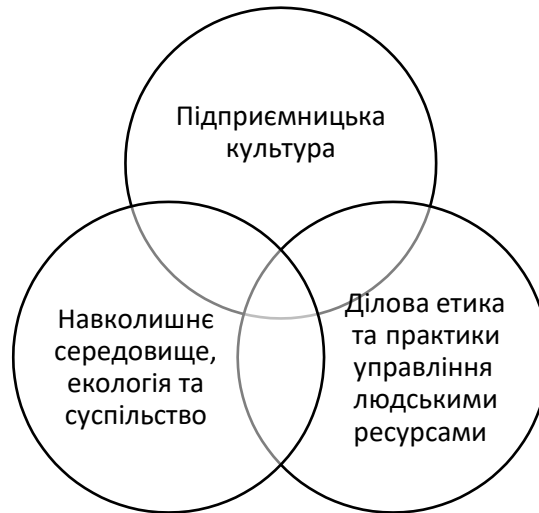 Підприємницька
культура
Навколишнє
середовище,
екологія та
суспільство
Ділова етика
та практики
управління
людськими
ресурсами